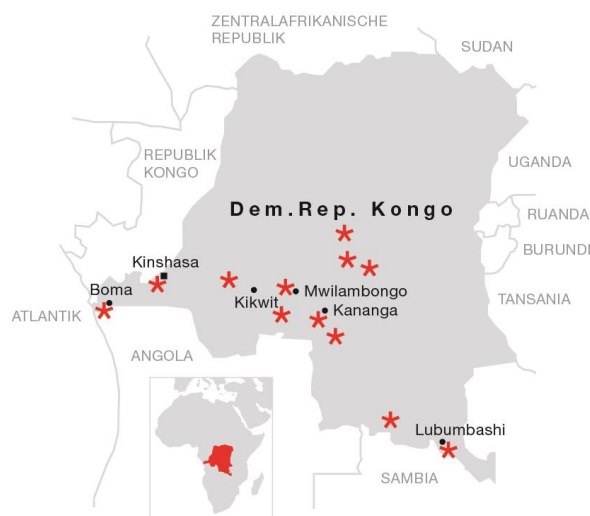 ZENTRALAFRIKANISCHE
REPUBLIK
SUDAN
REPUBLIK
KONGO
UGANDA
Dem.Rep. Kongo
RUANDA
BURUNDI
Kinshasa
Boma
Kikwit
Mwilambongo
TANSANIA
Kananga
ATLANTIK
ANGOLA
Lubumbashi
SAMBIA